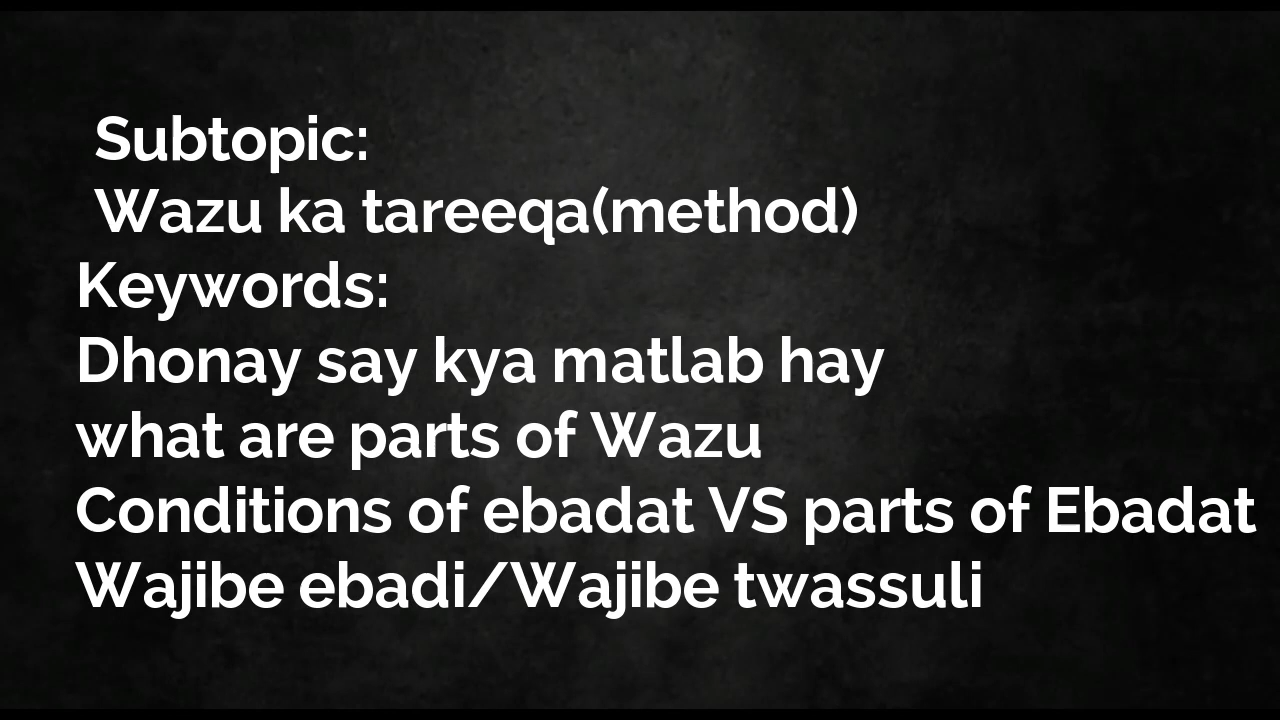 Subtopic:
Wazu ka tareeqa(method)
Keywords:
Dhonay say kya matlab hay
what are parts of Wazu
Conditions of ebadat VS parts of Ebadat
Wajibe ebadi/Wajibe twassuli